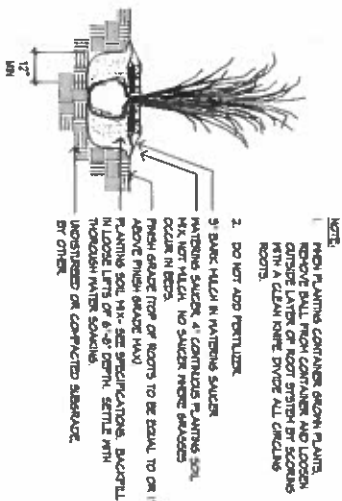 NOTE:
1. WHEN PLANTING CONTAINER GROWN PLANTS,
REMOVE BALL FROM CONTAINER AND LOOSEN
OUTSIDE LAYER OF ROOT SYSTEM BY SCORING
WITH A CLEAN KNIFE. DIVIDE ALL CIRCLING
ROOTS.
2. DO NOT ADD FERTILIZER.
3" BARK MULCH IN WATERING SAUCER
WATERING SAUCER 4" CONTINUOUS PLANTING SOIL
MIX NOT MULCH. NO SAUCER WHERE GRASSES
OCCUR IN BEDS.
FINISH GRADE (TOP OF ROOTS TO BE EQUAL TO OR 1"
ABOVE FINISH GRADE MAX)
PLANTING SOIL MIX- SEE SPECIFICATIONS. BACKFILL
IN LOOSE LIFTS OF 6"-8" DEPTH. SETTLE WITH
THOROUGH WATER SOAKING.
UNDISTURBED OR COMPACTED SUBGRADE,
BY OTHER
12"
MIN